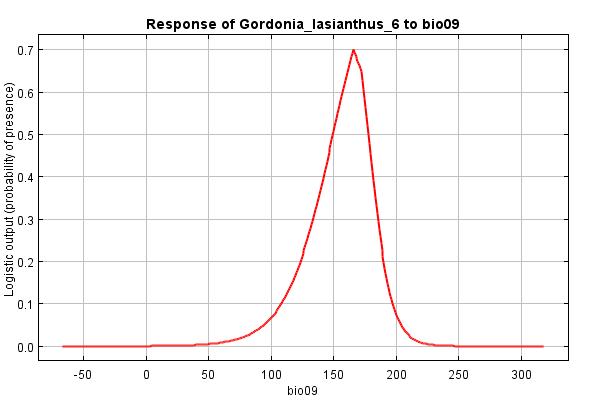 Response of Gordonia_lasianthus_6 to bio09
Logistic output (probability of presence)
0.7
0.6
0.5
0.4
0.3
0.2
0.1
0.0
-50 0 50 100 150 200 250 300
bio09